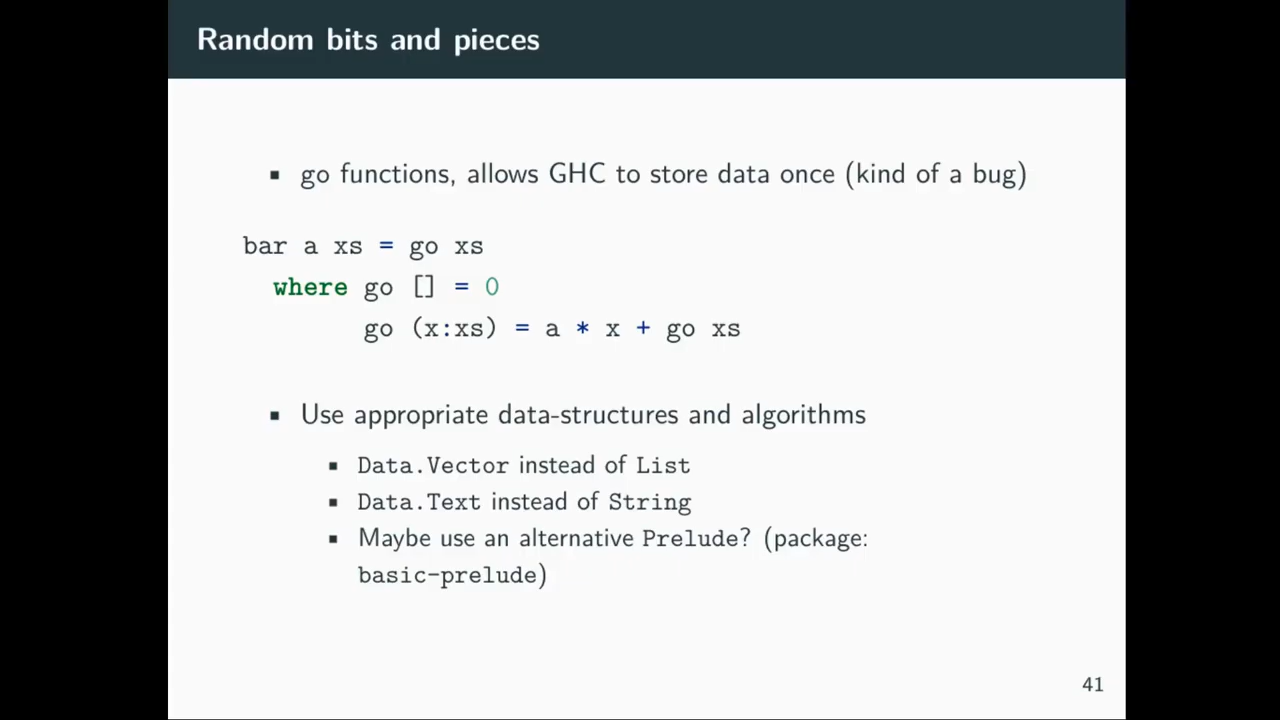 Random bits and pieces
▪ go functions, allows GHC to store data once (kind of a bug)
bar a xs = go xs
  where go [] = 0
        go (x:xs) = a * x + go xs
▪ Use appropriate data-structures and algorithms
▪ Data.Vector instead of List
▪ Data.Text instead of String
▪ Maybe use an alternative Prelude? (package:
basic-prelude)
41